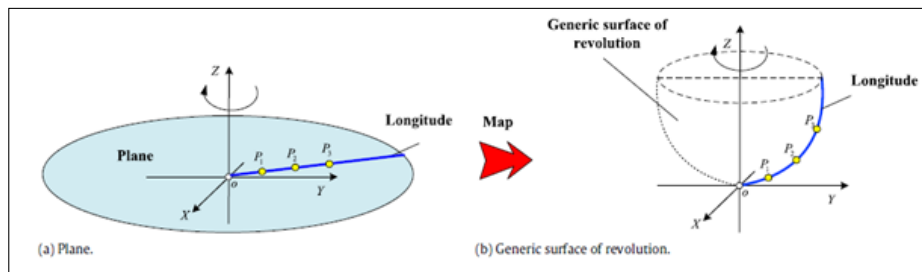 Z
Longitude
Plane
P1
P2
P3
o
Y
X
(a) Plane.
Map
Generic surface of
revolution
Z
Longitude
P3
P2
P1
o
Y
X
(b) Generic surface of revolution.